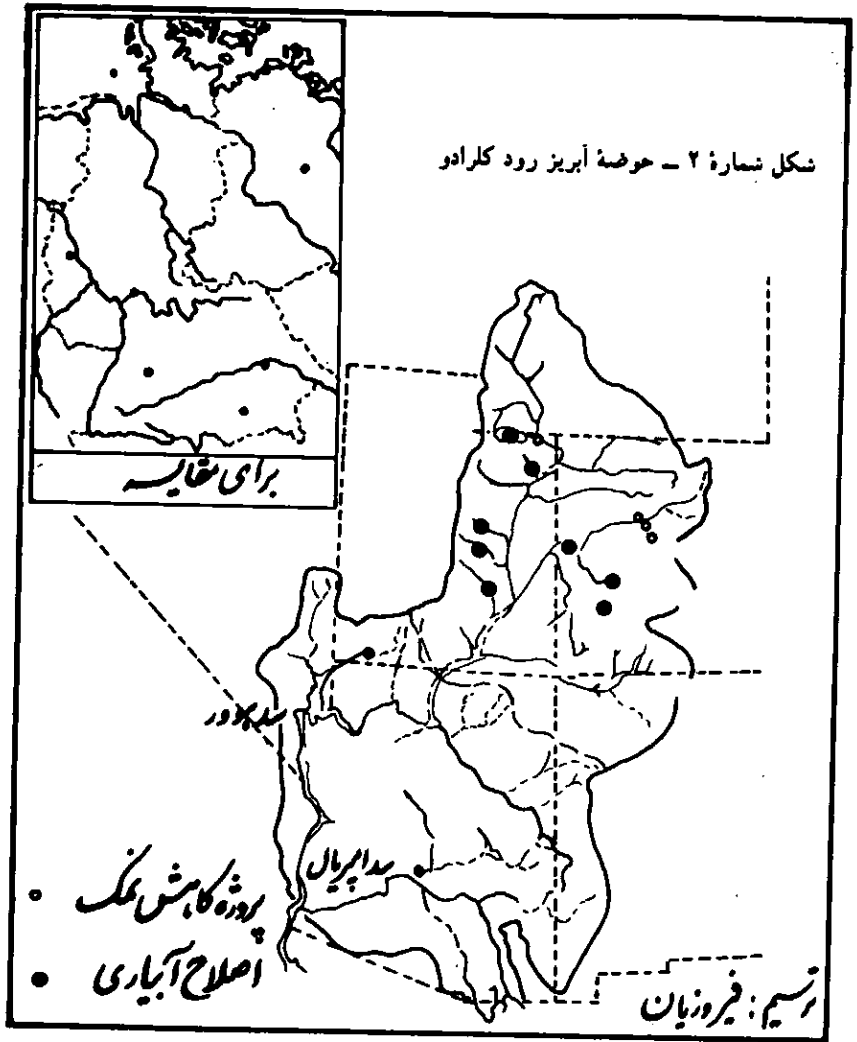 شکل شمارهٔ ۲ – حوضهٔ آبریز رود کلرادو
برای مقایسه
سد هوور
سد امپریال
پروژه کاهش نمک
اصلاح آبیاری
ترسیم : فیروزیان